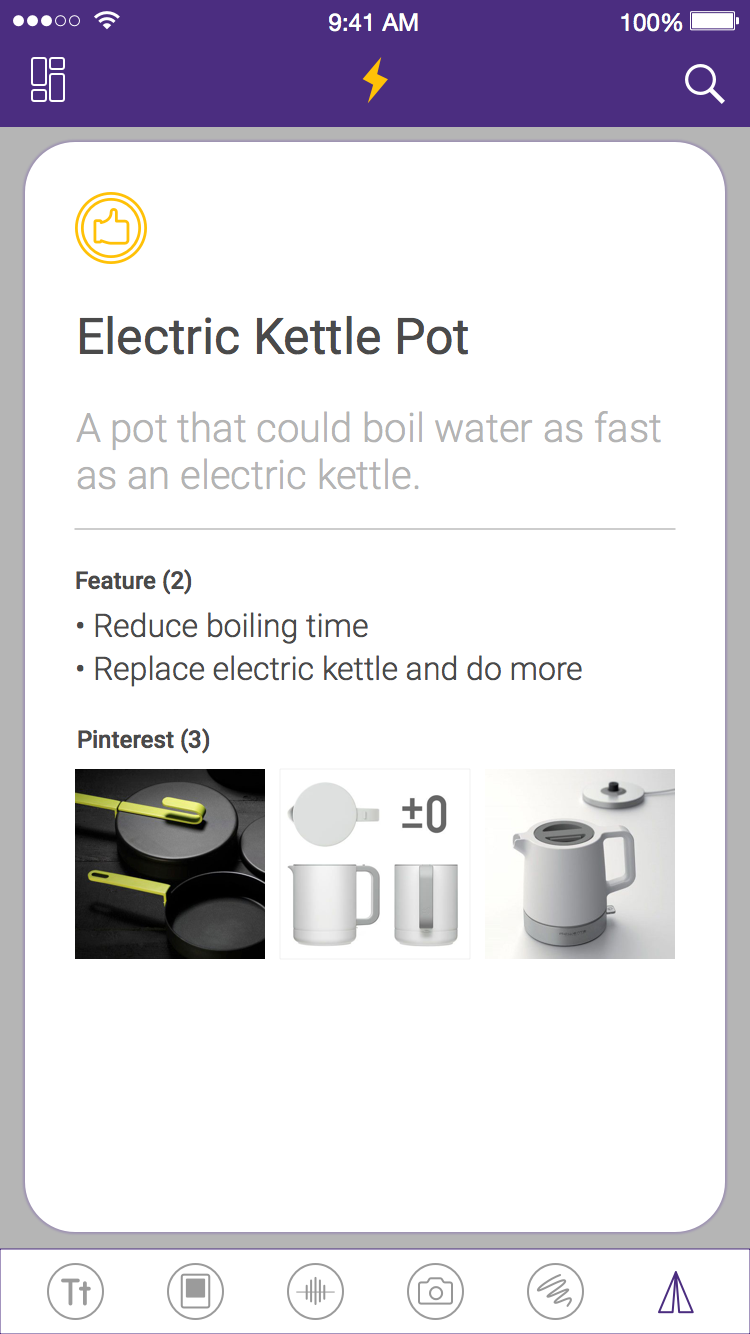 9:41 AM
100%
Electric Kettle Pot
A pot that could boil water as fast
as an electric kettle.
Feature (2)
• Reduce boiling time
• Replace electric kettle and do more
Pinterest (3)
±0
Tt